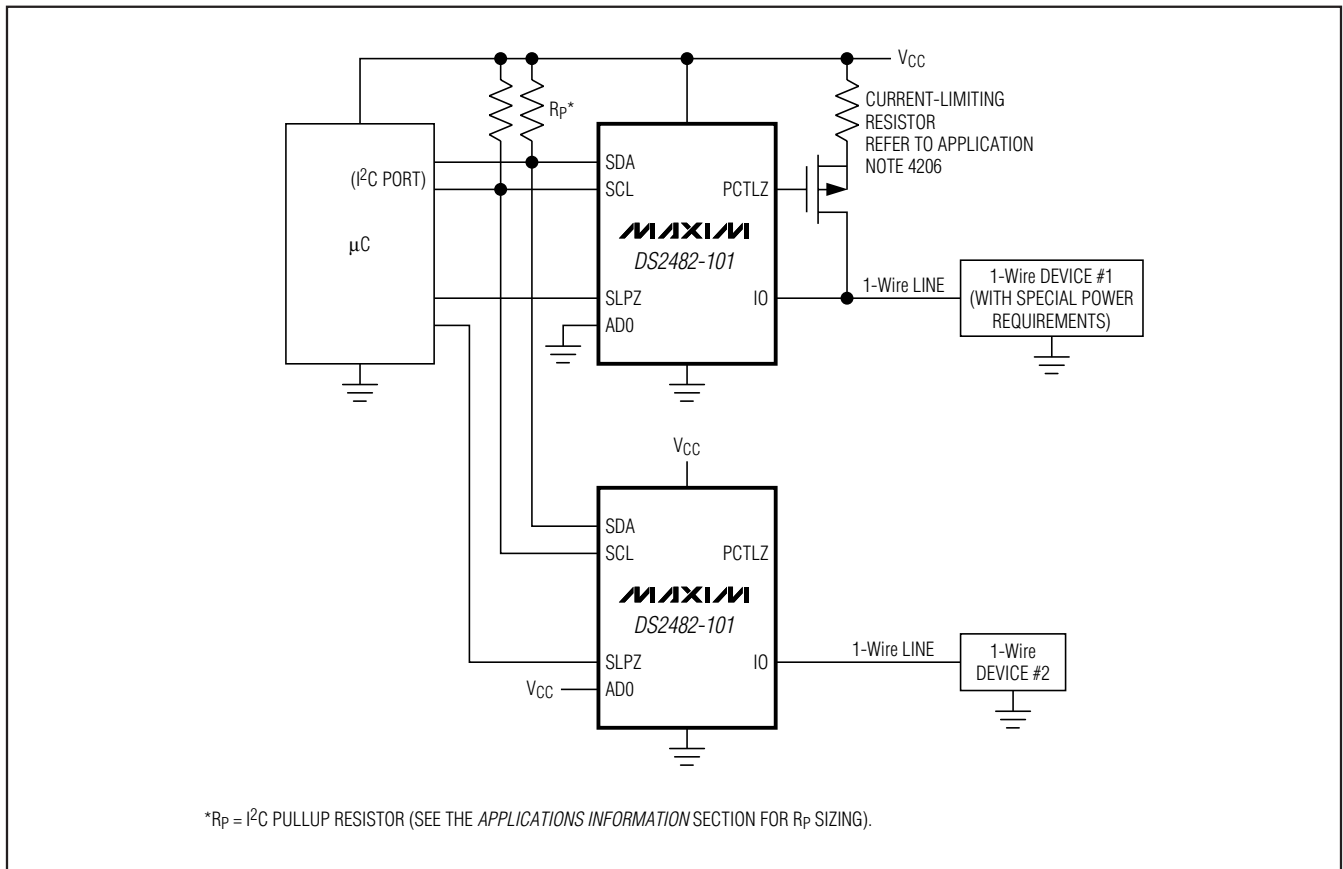 VCC
RP*
CURRENT-LIMITING
RESISTOR
REFER TO APPLICATION
NOTE 4206
(I2C PORT)
µC
SDA
SCL
PCTLZ
MAXIM
DS2482-101
SLPZ
AD0
IO
1-Wire LINE
1-Wire DEVICE #1
(WITH SPECIAL POWER
REQUIREMENTS)
VCC
SDA
SCL
PCTLZ
MAXIM
DS2482-101
SLPZ
VCC
AD0
IO
1-Wire LINE
1-Wire
DEVICE #2
*RP = I2C PULLUP RESISTOR (SEE THE APPLICATIONS INFORMATION SECTION FOR RP SIZING).